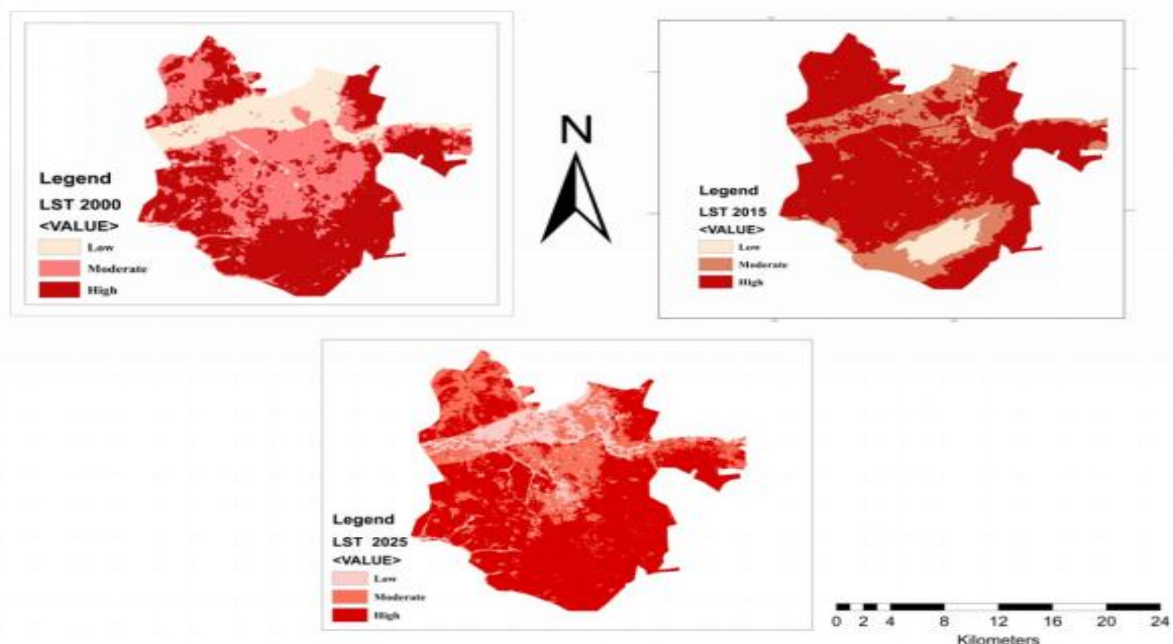 Legend
LST 2000
<VALUE>
Low
Moderate
High
N
Legend
LST 2015
<VALUE>
Low
Moderate
High
Legend
LST 2025
<VALUE>
Low
Moderate
High
0 2 4 8 12 16 20 24
Kilometers